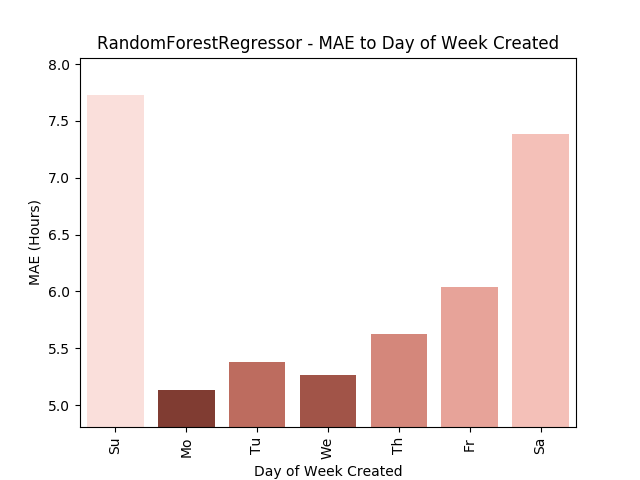 RandomForestRegressor - MAE to Day of Week Created
8.0
7.5
7.0
6.5
6.0
5.5
5.0
MAE (Hours)
Su
Mo
Tu
We
Th
Fr
Sa
Day of Week Created